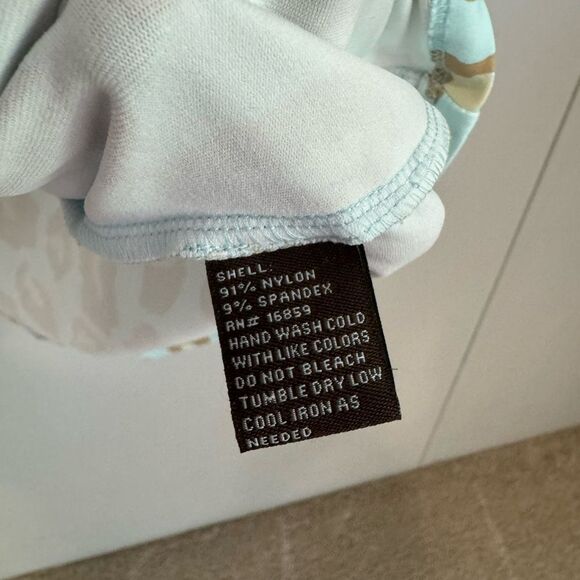 SHELL:
91% NYLON
9% SPANDEX
RN# 16859
HAND WASH COLD
WITH LIKE COLORS
DO NOT BLEACH
TUMBLE DRY LOW
COOL IRON AS
NEEDED